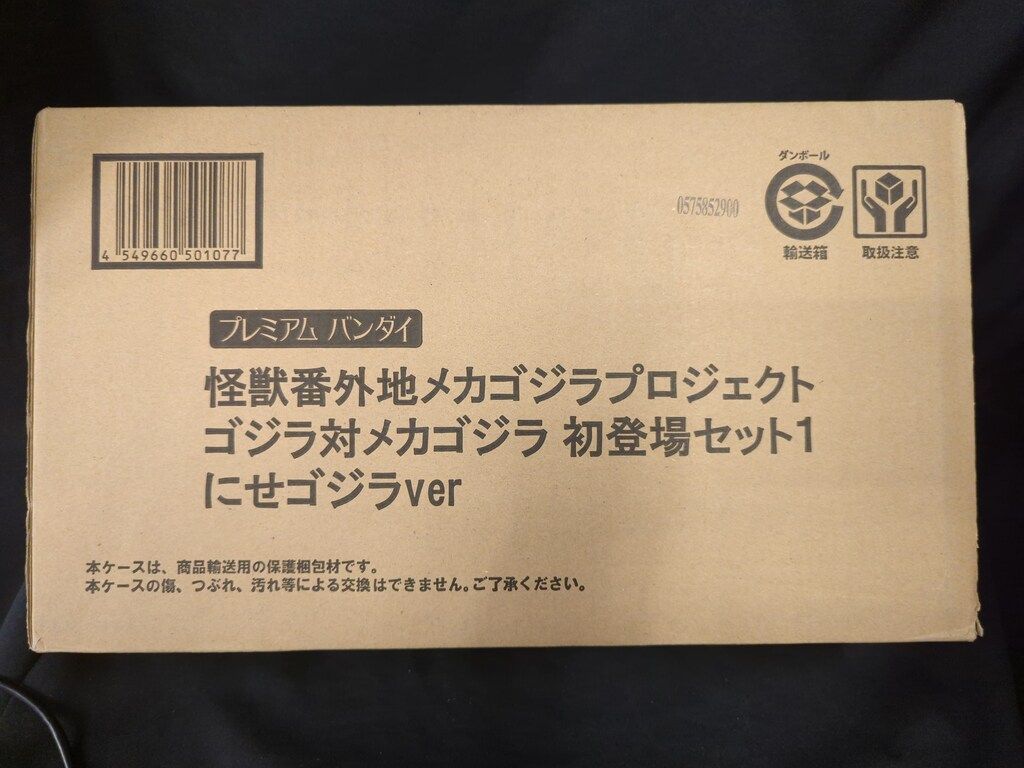 ダンボール
0575852900
輸送箱
取扱注意
4 549660 501077
プレミアム バンダイ
怪獣番外地メカゴジラプロジェクト
ゴジラ対メカゴジラ 初登場セット1
にせゴジラver
本ケースは、商品輸送用の保護梱包材です。
本ケースの傷、つぶれ、汚れ等による交換はできません。ご了承ください。